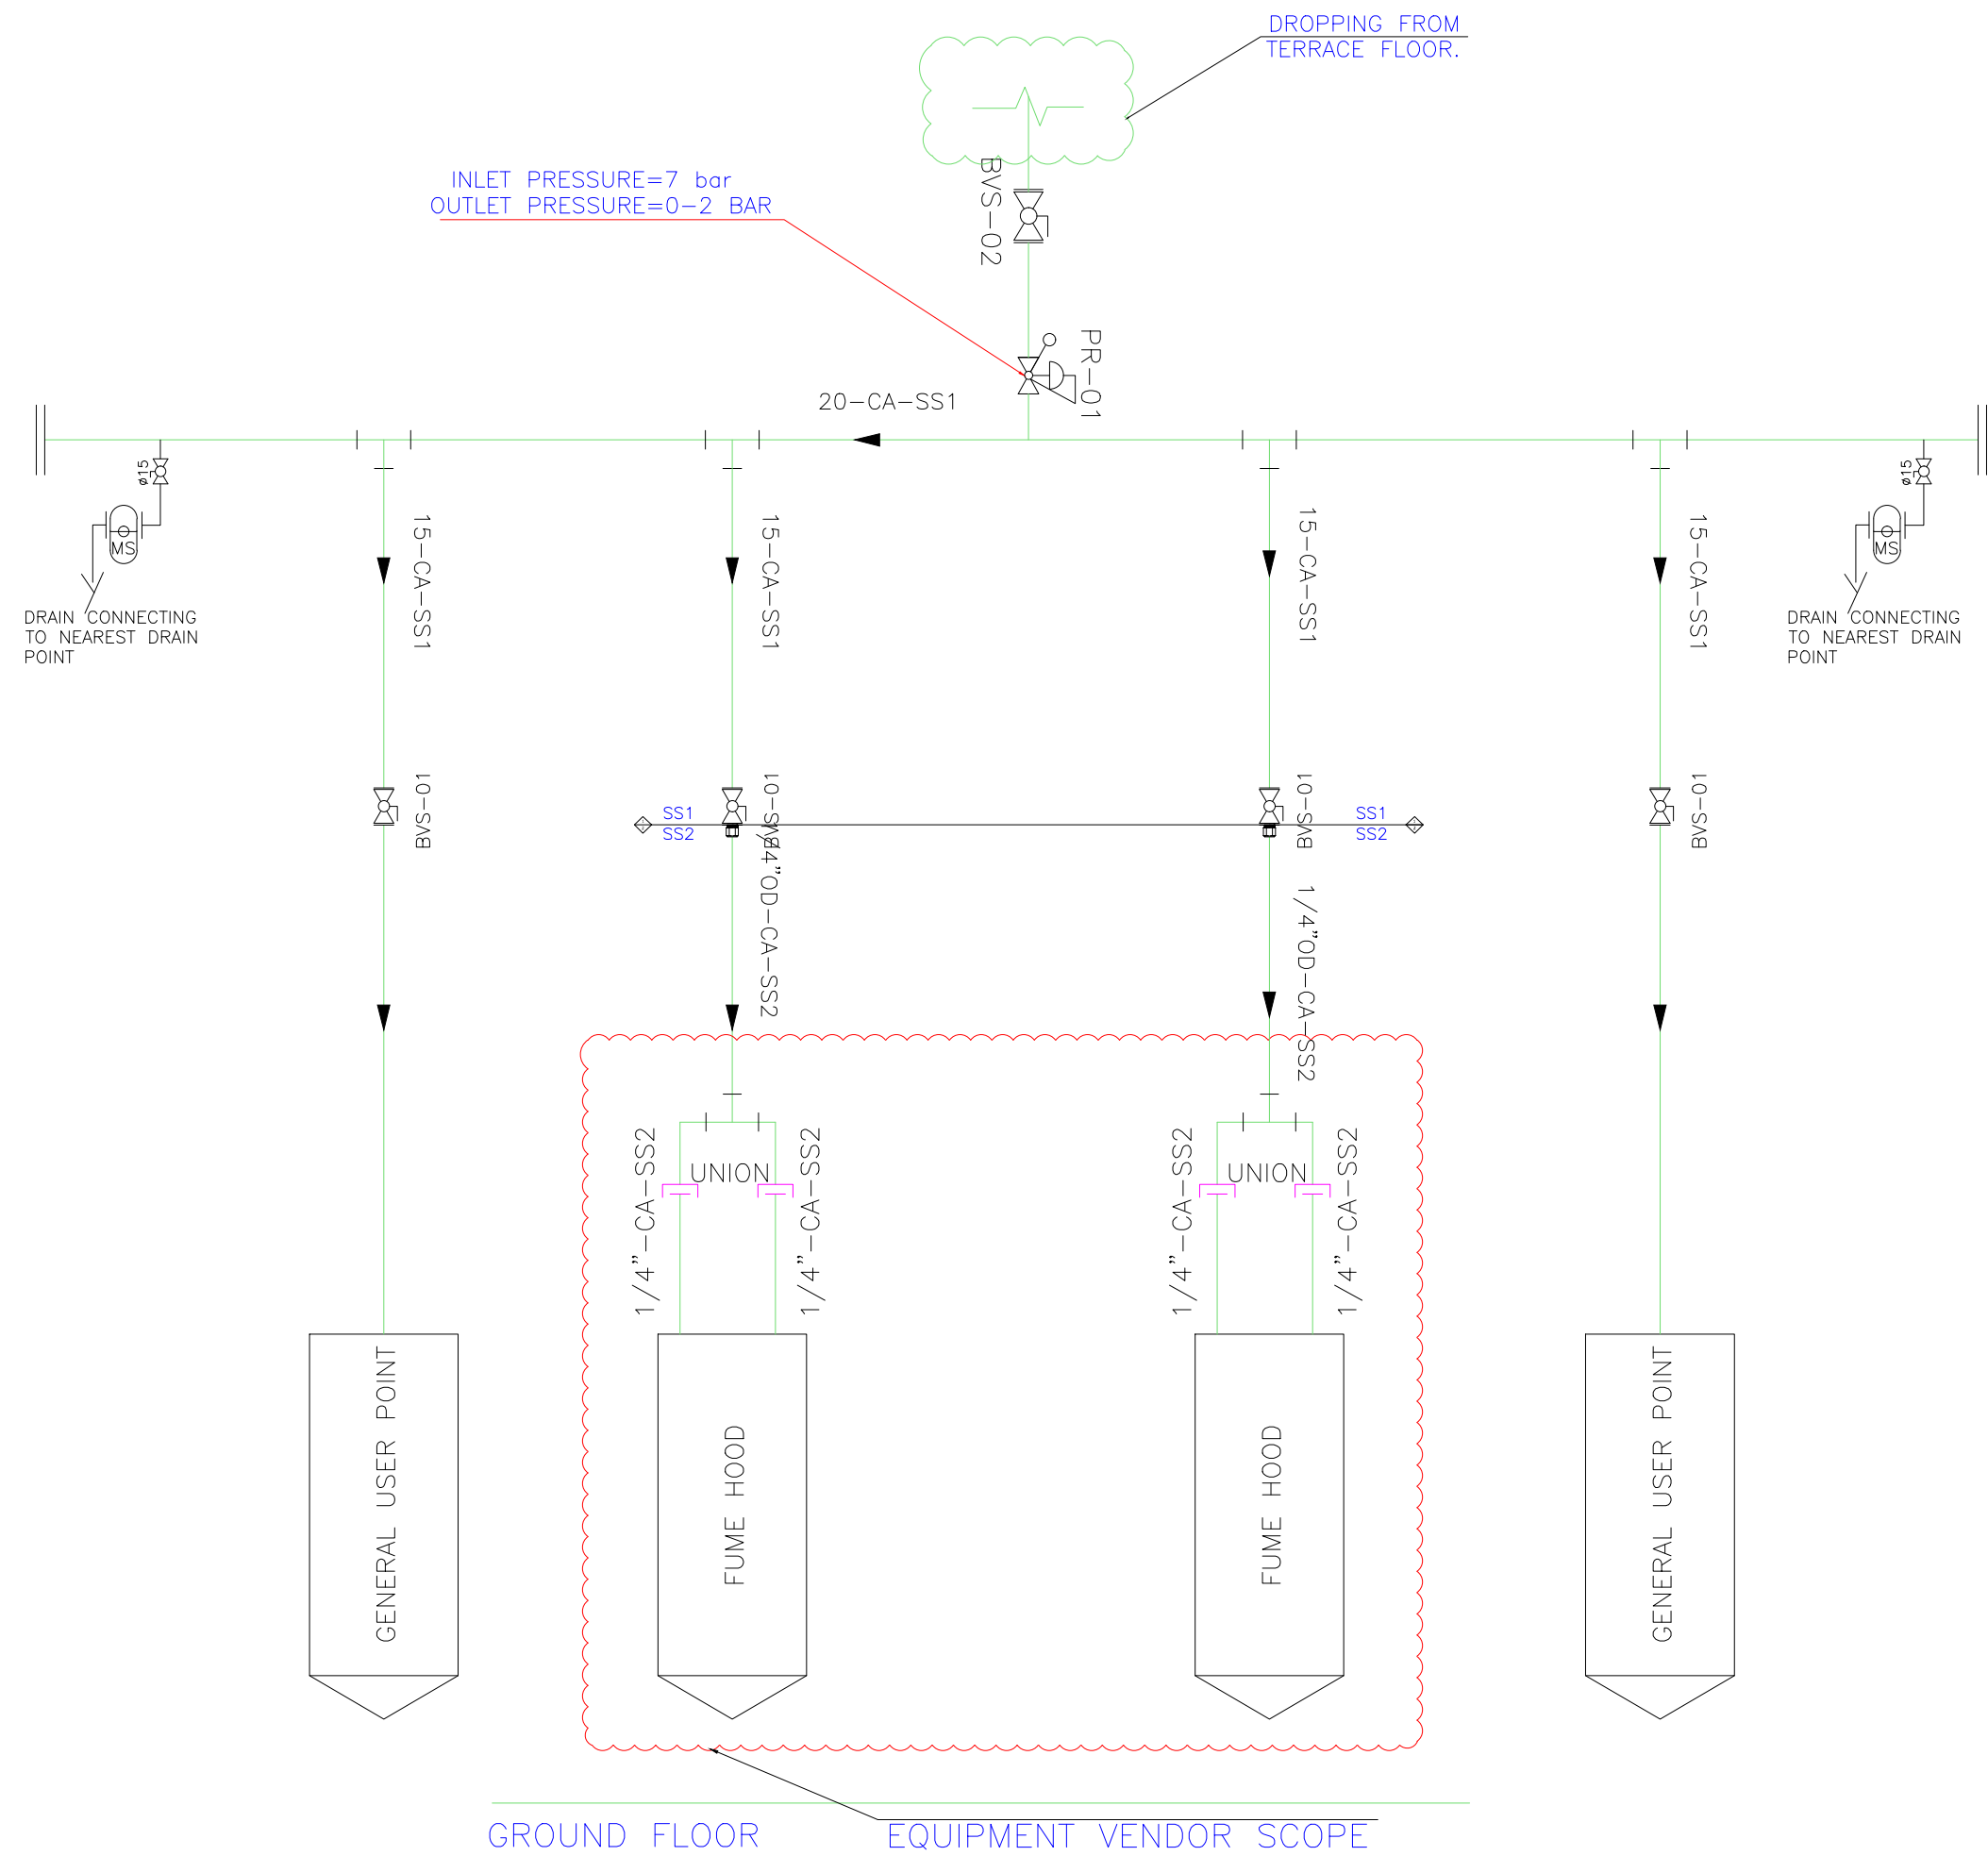 DROPPING FROM
TERRACE FLOOR.
INLET PRESSURE=7 bar
OUTLET PRESSURE=0-2 BAR
BVS-02
PR-01
20-CA-SS1
ø15
MS
DRAIN CONNECTING
TO NEAREST DRAIN
POINT
15-CA-SS1
15-CA-SS1
15-CA-SS1
15-CA-SS1
ø15
MS
DRAIN CONNECTING
TO NEAREST DRAIN
POINT
BVS-01
SS1
SS2
BVS-01
BVS-01
SS1
SS2
BVS-01
1/4"OD-CA-SS2
1/4"OD-CA-SS2
1/4"-CA-SS2
UNION
1/4"-CA-SS2
1/4"-CA-SS2
UNION
1/4"-CA-SS2
GENERAL USER POINT
FUME HOOD
FUME HOOD
GENERAL USER POINT
GROUND FLOOR
EQUIPMENT VENDOR SCOPE